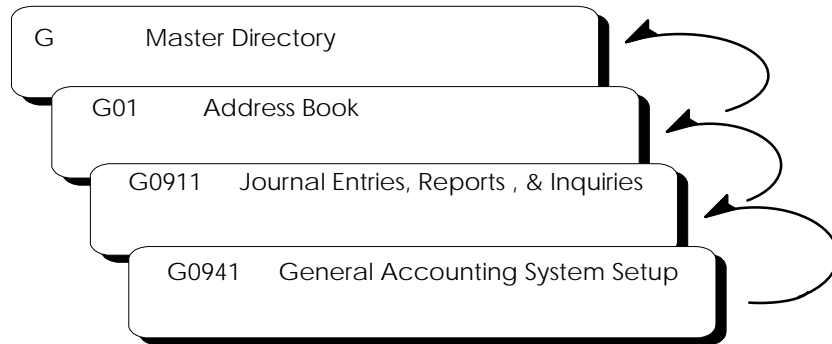 G Master Directory
G01 Address Book
G0911 Journal Entries, Reports , & Inquiries
G0941 General Accounting System Setup